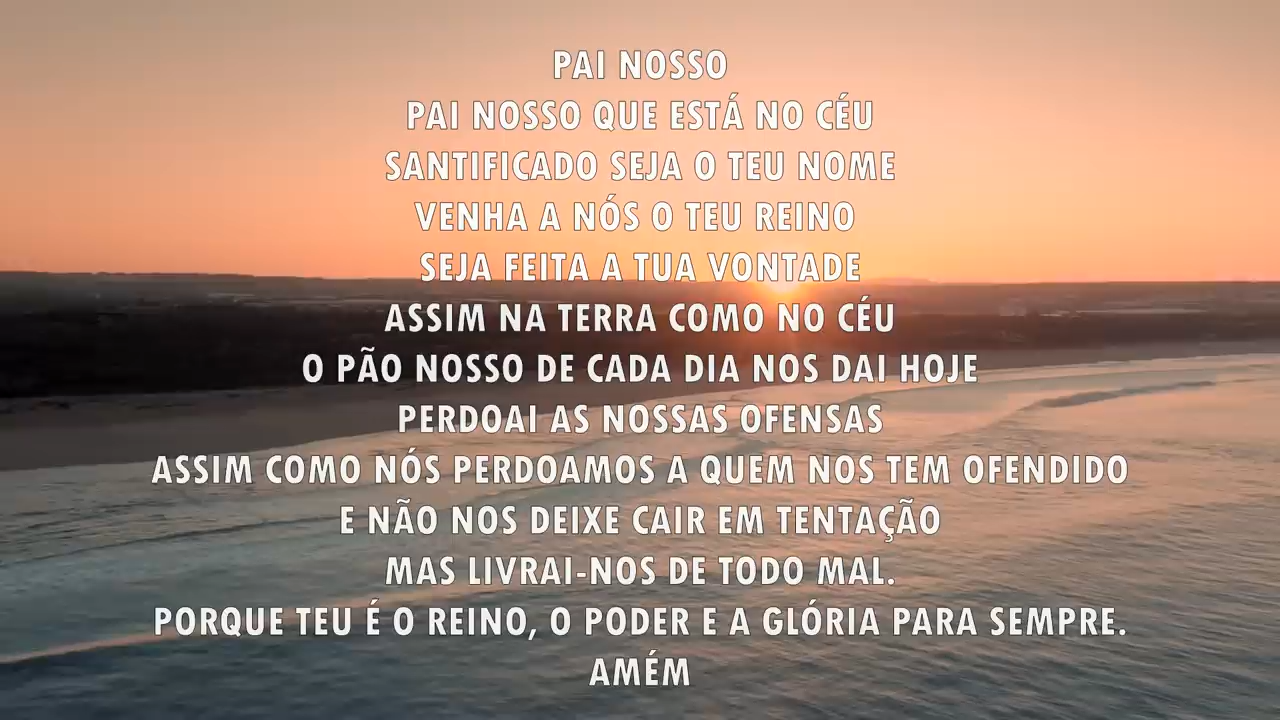 PAI NOSSO
PAI NOSSO QUE ESTÁ NO CÉU
SANTIFICADO SEJA O TEU NOME
VENHA A NÓS O TEU REINO
SEJA FEITA A TUA VONTADE
ASSIM NA TERRA COMO NO CÉU
O PÃO NOSSO DE CADA DIA NOS DAI HOJE
PERDOAI AS NOSSAS OFENSAS
ASSIM COMO NÓS PERDOAMOS A QUEM NOS TEM OFENDIDO
E NÃO NOS DEIXE CAIR EM TENTAÇÃO
MAS LIVRAI-NOS DE TODO MAL.
PORQUE TEU É O REINO, O PODER E A GLÓRIA PARA SEMPRE.
AMÉM